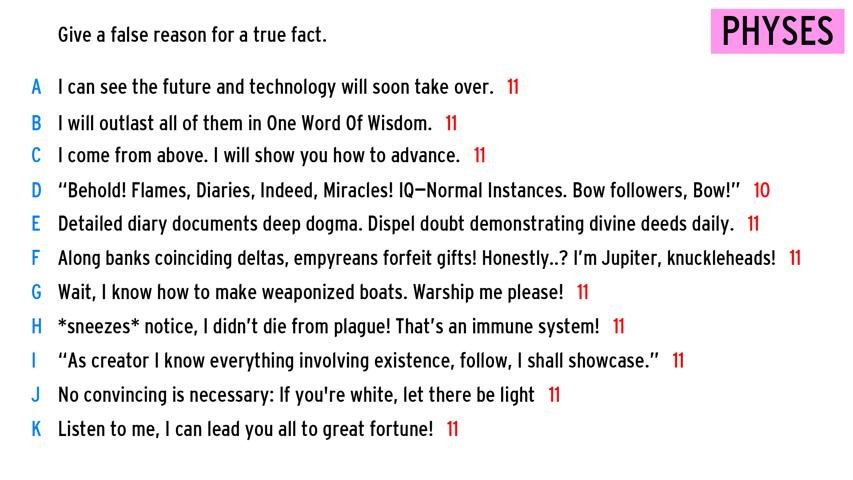 Give a false reason for a true fact.
PHYSES
A I can see the future and technology will soon take over. 11
B I will outlast all of them in One Word Of Wisdom. 11
C I come from above. I will show you how to advance. 11
D “Behold! Flames, Diaries, Indeed, Miracles! IQ—Normal Instances. Bow followers, Bow!” 10
E Detailed diary documents deep dogma. Dispel doubt demonstrating divine deeds daily. 11
F Along banks coinciding deltas, empyreans forfeit gifts! Honestly..? I’m Jupiter, knuckleheads! 11
G Wait, I know how to make weaponized boats. Warship me please! 11
H *sneezes* notice, I didn’t die from plague! That’s an immune system! 11
I “As creator I know everything involving existence, follow, I shall showcase.” 11
J No convincing is necessary: If you're white, let there be light 11
K Listen to me, I can lead you all to great fortune! 11